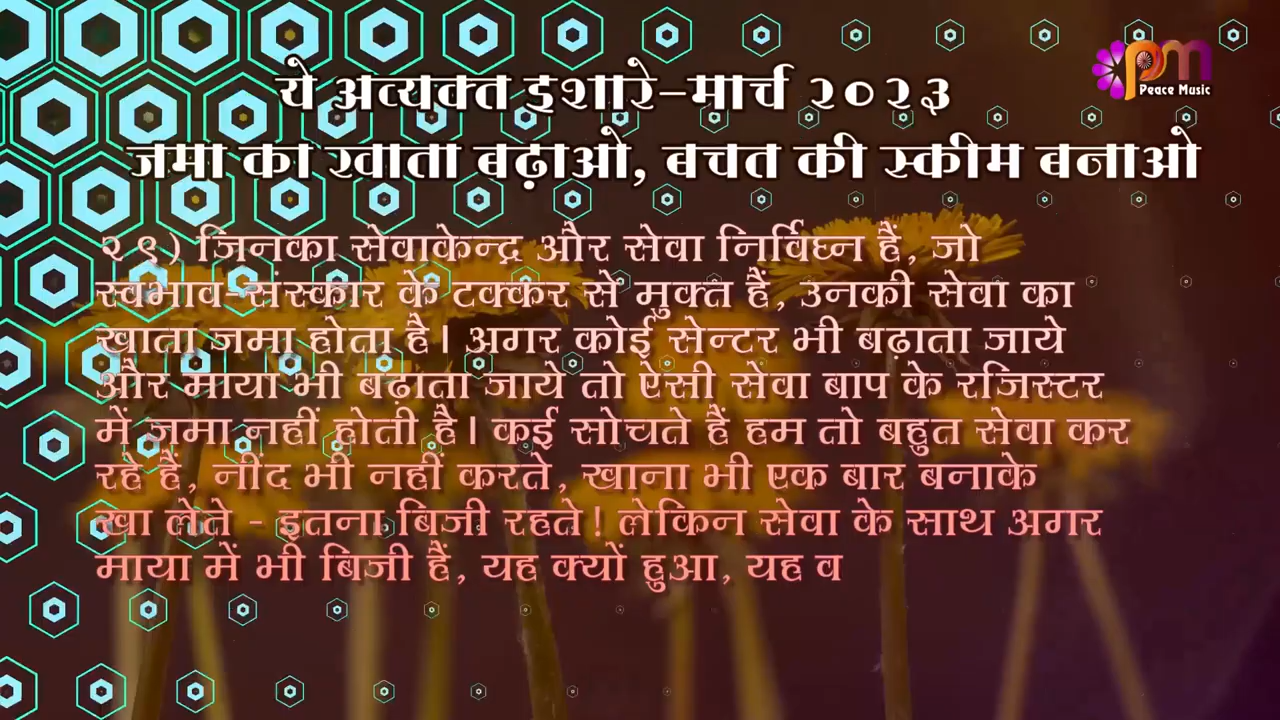 ये अव्यक्त इशारे-मार्च २०२३
pm
Peace Music
जमा का खाता बढ़ाओ, बचत की स्कीम बनाओ
२९) जिनका सेवाकेन्द्र और सेवा निर्विघ्न हैं, जो
स्वभाव-संस्कार के टक्कर से मुक्त हैं, उनकी सेवा का
खाता जमा होता है। अगर कोई सेन्टर भी बढ़ाता जाये
और माया भी बढ़ाता जाये तो ऐसी सेवा बाप के रजिस्टर
में जमा नहीं होती है। कई सोचते हैं हम तो बहुत सेवा कर
रहे हैं, नींद भी नही करते, खाना भी एक बार बनाके
खा लेते - इतना बिजी रहते! लेकिन सेवा के साथ अगर
माया में भी बिजी हैं, यह क्यों हुआ, यह व